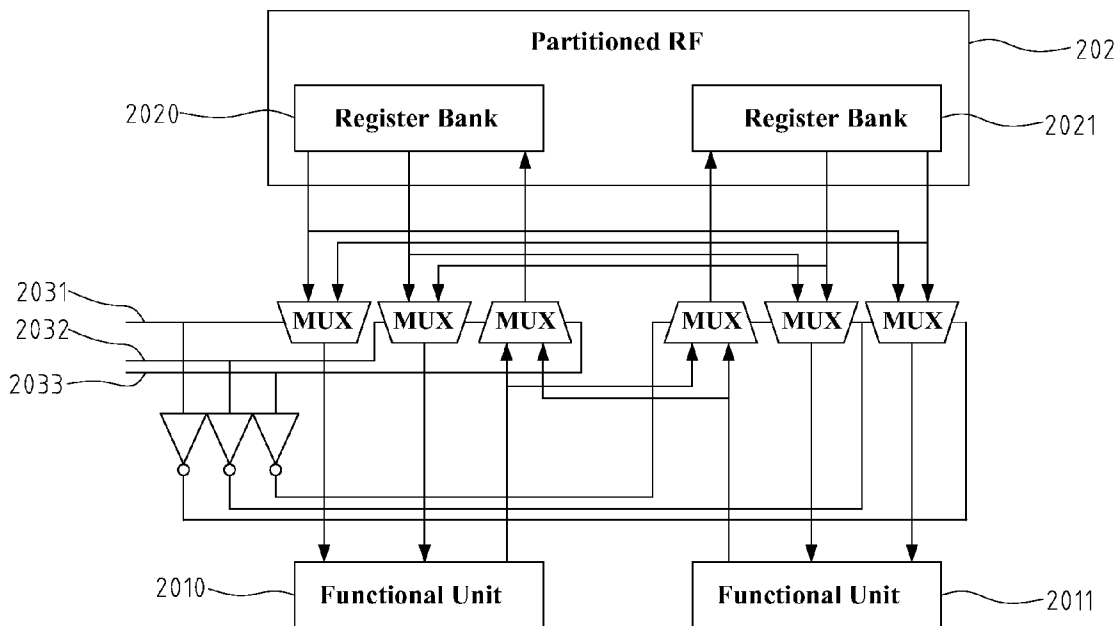 Partitioned RF
202
2020
Register Bank
Register Bank
2021
2031
2032
2033
MUX
MUX
MUX
MUX
MUX
MUX
2010
Functional Unit
Functional Unit
2011